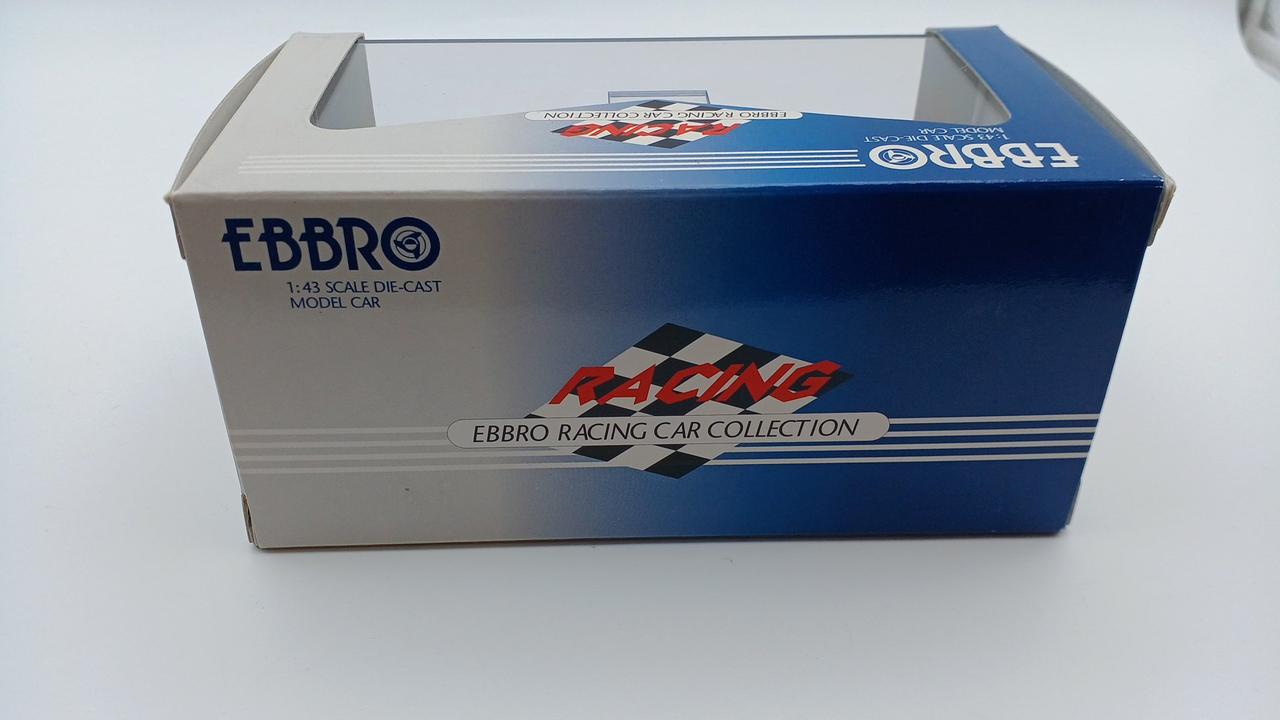 EBBRO RACING CAR COLLECTION
RACING
EBBRO
1:43 SCALE DIE-CAST
MODEL CAR
EBBRO
1:43 SCALE DIE-CAST
MODEL CAR
RACING
EBBRO RACING CAR COLLECTION